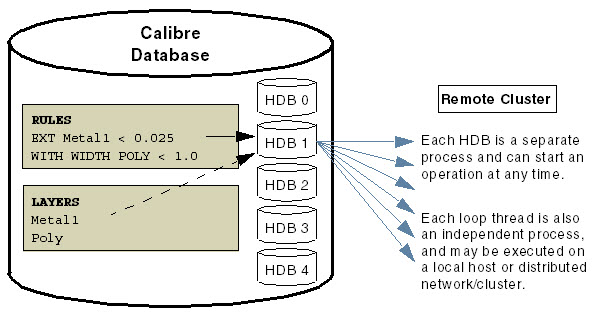 Calibre
Database
RULES
EXT Metal1 < 0.025
WITH WIDTH POLY < 1.0
LAYERS
Metal1
Poly
HDB 0
HDB 1
HDB 2
HDB 3
HDB 4
Remote Cluster
Each HDB is a separate
process and can start an
operation at any time.
Each loop thread is also
an independent process,
and may be executed on
a local host or distributed
network/cluster.